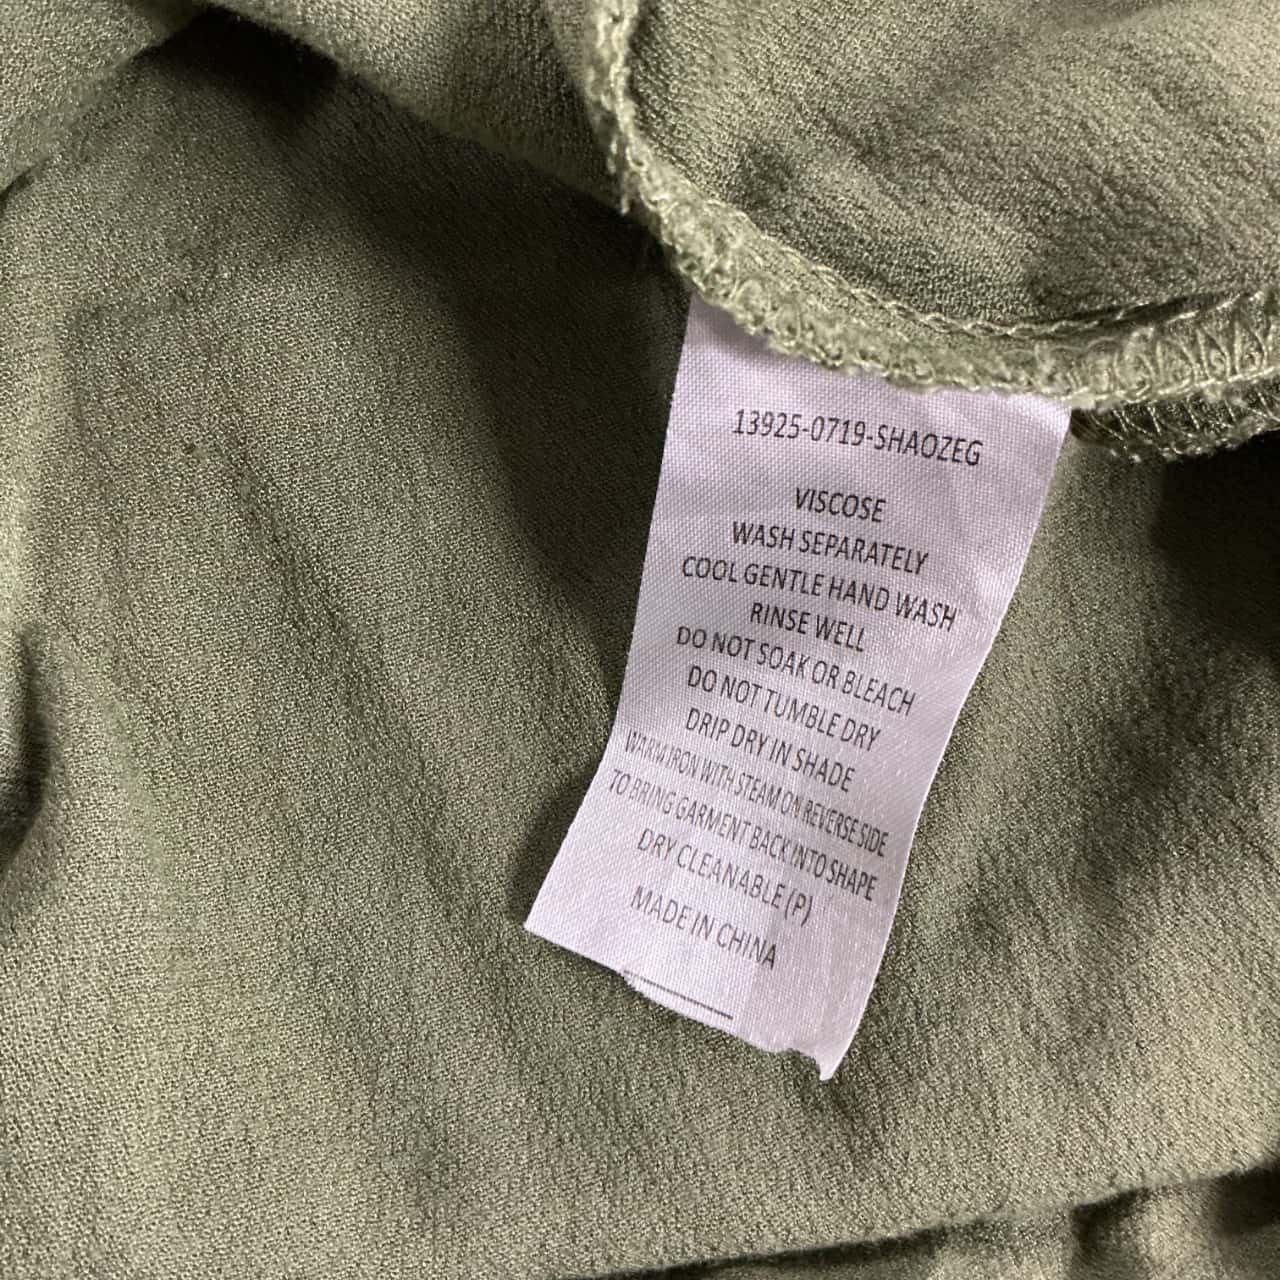 13925-0719-SHAOZEG
VISCOSE
WASH SEPARATELY
COOL GENTLE HAND WASH
RINSE WELL
DO NOT SOAK OR BLEACH
DO NOT TUMBLE DRY
DRIP DRY IN SHADE
WARM IRON WITH STEAM ON REVERSE SIDE
TO BRING GARMENT BACK INTO SHAPE
DRY CLEANABLE (P)
MADE IN CHINA